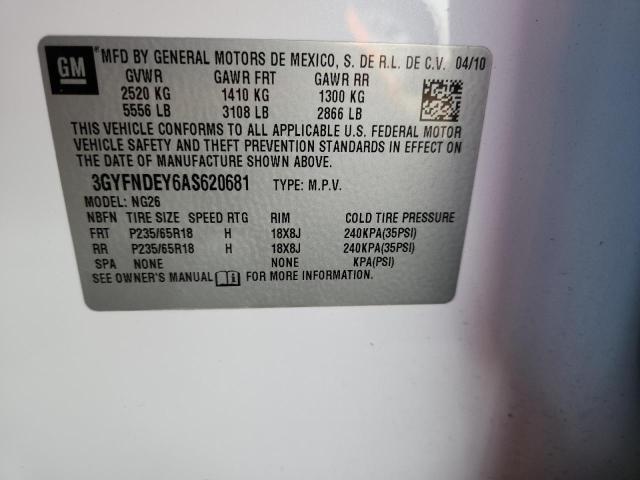 GM
*MFD BY GENERAL MOTORS DE MEXICO, S. DE R.L. DE C.V. 04/10
GVWR GAWR FRT GAWR RR
2520 KG 1410 KG 1300 KG
5556 LB 3108 LB 2866 LB
THIS VEHICLE CONFORMS TO ALL APPLICABLE U.S. FEDERAL MOTOR
VEHICLE SAFETY AND THEFT PREVENTION STANDARDS IN EFFECT ON
THE DATE OF MANUFACTURE SHOWN ABOVE.
3GYFNDEY6AS620681 TYPE: M.P.V.
MODEL: NG26
NBFN TIRE SIZE SPEED RTG RIM COLD TIRE PRESSURE
FRT P235/65R18 H 18X8J 240KPA(35PSI)
RR P235/65R18 H 18X8J 240KPA(35PSI)
SPA NONE NONE KPA(PSI)
SEE OWNER'S MANUAL FOR MORE INFORMATION.